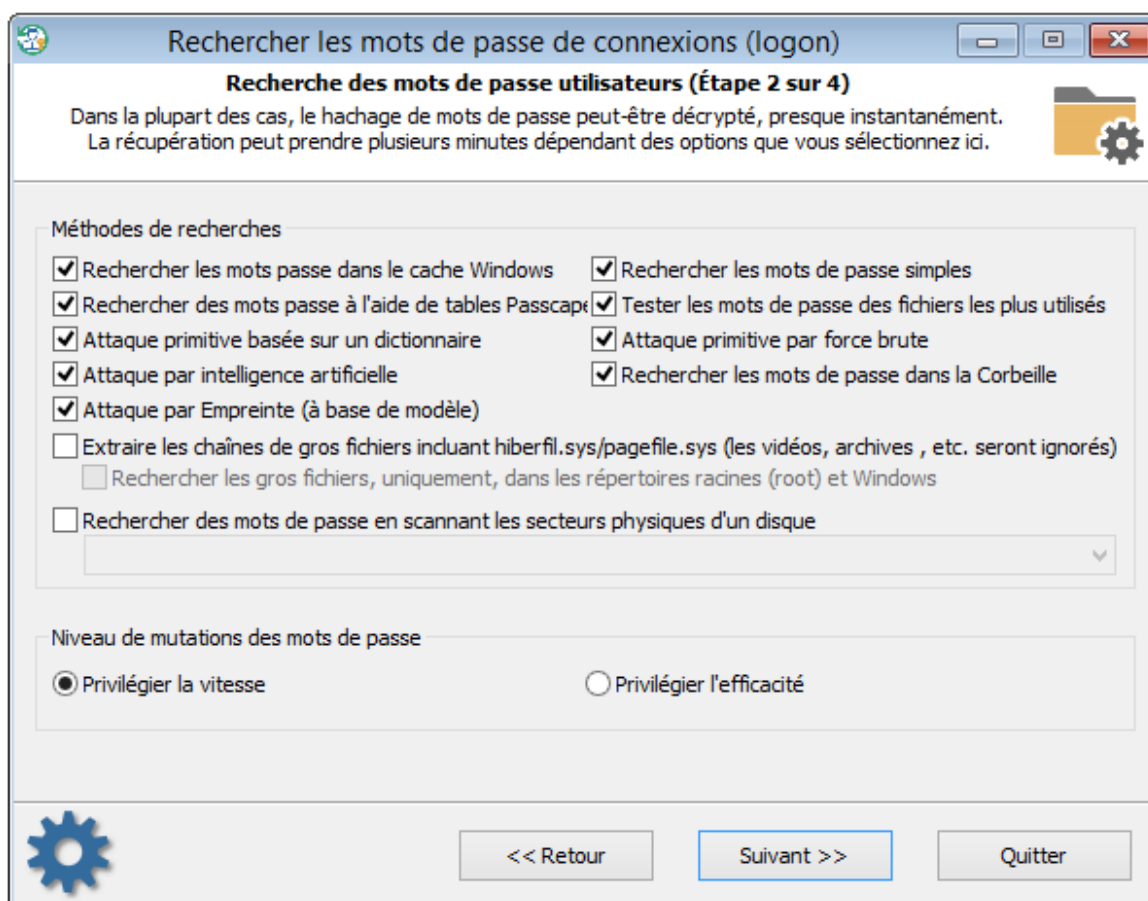 Rechercher les mots de passe de connexions (logon)
Recherche des mots de passe utilisateurs (Étape 2 sur 4)
Dans la plupart des cas, le hachage de mots de passe peut-être décrypté, presque instantanément.
La récupération peut prendre plusieurs minutes dépendant des options que vous sélectionnez ici.
Méthodes de recherches
Rechercher les mots passe dans le cache Windows
Rechercher les mots de passe simples
Rechercher des mots passe à l'aide de tables Passcape
Tester les mots de passe des fichiers les plus utilisés
Attaque primitive basée sur un dictionnaire
Attaque primitive par force brute
Attaque par intelligence artificielle
Rechercher les mots de passe dans la Corbeille
Attaque par Empreinte (à base de modèle)
Extraire les chaînes de gros fichiers incluant hiberfil.sys/pagefile.sys (les vidéos, archives , etc. seront ignorés)
Rechercher les gros fichiers, uniquement, dans les répertoires racines (root) et Windows
Rechercher des mots de passe en scannant les secteurs physiques d'un disque
Niveau de mutations des mots de passe
Privilégier la vitesse
Privilégier l'efficacité
<< Retour
Suivant >>
Quitter